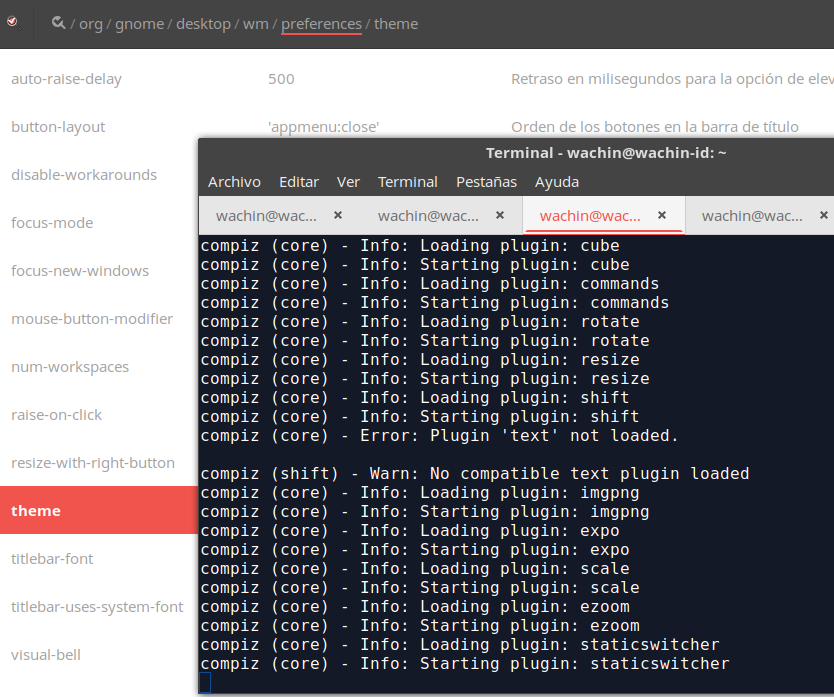 / org / gnome / desktop / wm / preferences / theme
auto-raise-delay 500 Retraso en milisegundos para la opción de elev
button-layout 'appmenu:close' Orden de los botones en la barra de título
disable-workarounds
focus-mode
focus-new-windows
mouse-button-modifier
num-workspaces
raise-on-click
resize-with-right-button
theme
titlebar-font
titlebar-uses-system-font
visual-bell
Terminal - wachin@wachin-id: ~
Archivo Editar Ver Terminal Pestañas Ayuda
wachin@wac... × wachin@wac... × wachin@wac... × wachin@wac... ×
compiz (core) - Info: Loading plugin: cube
compiz (core) - Info: Starting plugin: cube
compiz (core) - Info: Loading plugin: commands
compiz (core) - Info: Starting plugin: commands
compiz (core) - Info: Loading plugin: rotate
compiz (core) - Info: Starting plugin: rotate
compiz (core) - Info: Loading plugin: resize
compiz (core) - Info: Starting plugin: resize
compiz (core) - Info: Loading plugin: shift
compiz (core) - Info: Starting plugin: shift
compiz (core) - Error: Plugin 'text' not loaded.
compiz (shift) - Warn: No compatible text plugin loaded
compiz (core) - Info: Loading plugin: imgpng
compiz (core) - Info: Starting plugin: imgpng
compiz (core) - Info: Loading plugin: expo
compiz (core) - Info: Starting plugin: expo
compiz (core) - Info: Loading plugin: scale
compiz (core) - Info: Starting plugin: scale
compiz (core) - Info: Loading plugin: ezoom
compiz (core) - Info: Starting plugin: ezoom
compiz (core) - Info: Loading plugin: staticswitcher
compiz (core) - Info: Starting plugin: staticswitcher